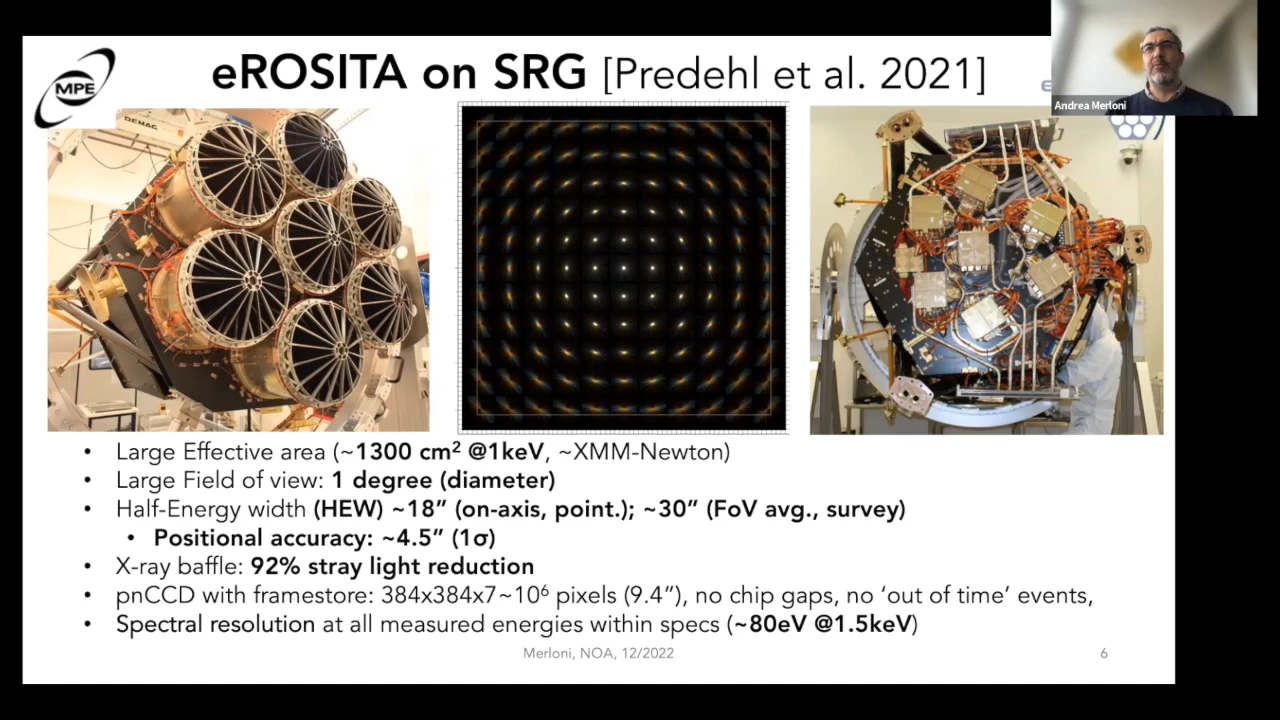 eROSITA on SRG [Predehl et al. 2021]
MPE
DEMAG
Andrea Merloni
• Large Effective area (~1300 cm² @1keV, ~XMM-Newton)
• Large Field of view: 1 degree (diameter)
• Half-Energy width (HEW) ~18” (on-axis, point.); ~30” (FoV avg., survey)
• Positional accuracy: ~4.5” (1σ)
• X-ray baffle: 92% stray light reduction
• pnCCD with framestore: 384x384x7~10⁶ pixels (9.4”), no chip gaps, no ‘out of time’ events,
• Spectral resolution at all measured energies within specs (~80eV @1.5keV)
Merloni, NOA, 12/2022
6